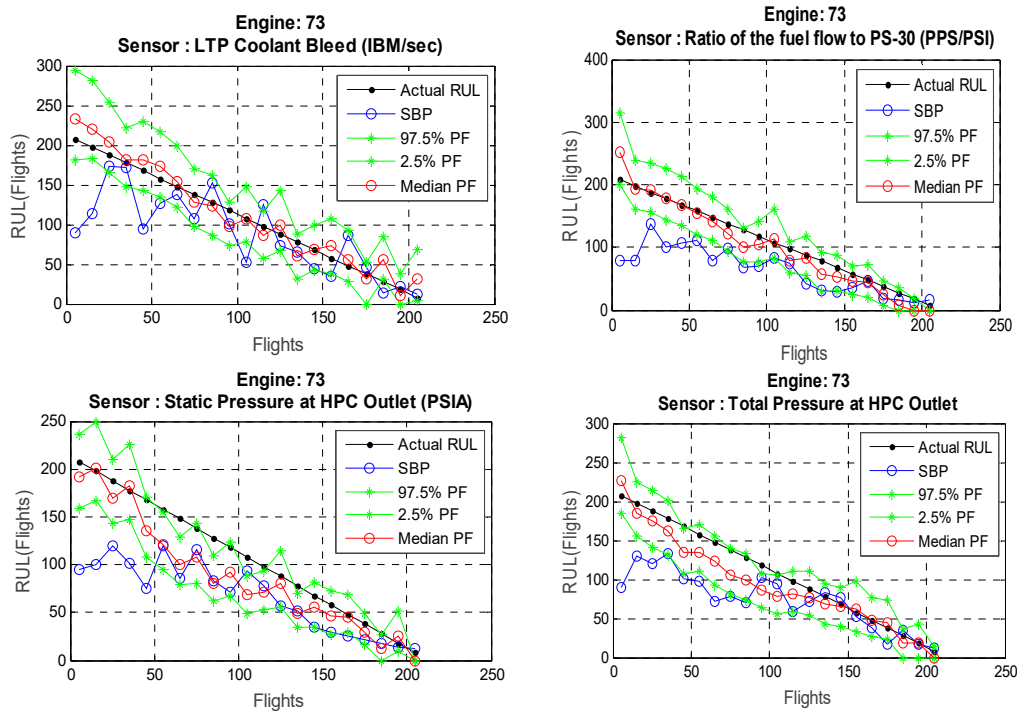 Engine: 73
Sensor : LTP Coolant Bleed (IBM/sec)
RUL(Flights)
300
250
200
150
100
50
0
0
50
100
150
200
250
Flights
Actual RUL
SBP
97.5% PF
2.5% PF
Median PF
Engine: 73
Sensor : Ratio of the fuel flow to PS-30 (PPS/PSI)
RUL(Flights)
400
300
200
100
0
0
50
100
150
200
250
Flights
Actual RUL
SBP
97.5% PF
2.5% PF
Median PF
Engine: 73
Sensor : Static Pressure at HPC Outlet (PSIA)
RUL(Flights)
250
200
150
100
50
0
0
50
100
150
200
250
Flights
Actual RUL
SBP
97.5% PF
2.5% PF
Median PF
Engine: 73
Sensor : Total Pressure at HPC Outlet
RUL(Flights)
300
250
200
150
100
50
0
0
50
100
150
200
250
Flights
Actual RUL
SBP
97.5% PF
2.5% PF
Median PF